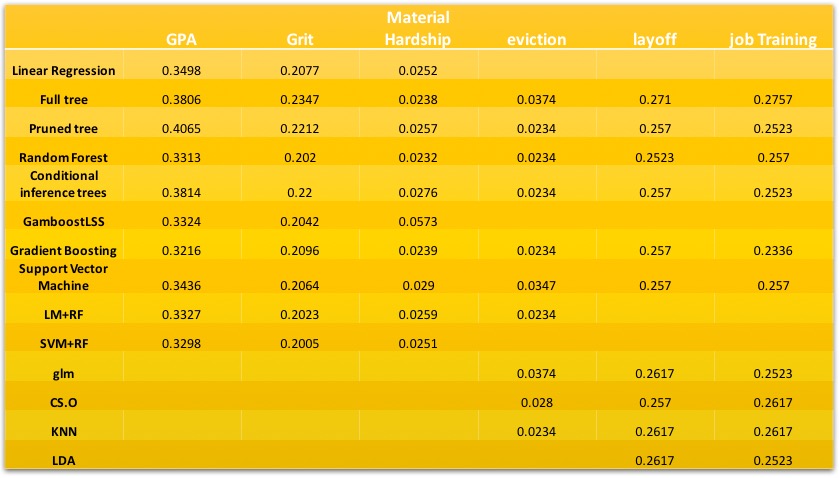 Material
GPA Grit Hardship eviction layoff job Training
Linear Regression 0.3498 0.2077 0.0252
Full tree 0.3806 0.2347 0.0238 0.0374 0.271 0.2757
Pruned tree 0.4065 0.2212 0.0257 0.0234 0.257 0.2523
Random Forest 0.3313 0.202 0.0232 0.0234 0.2523 0.257
Conditional
inference trees 0.3814 0.22 0.0276 0.0234 0.257 0.2523
GamboostLSS 0.3324 0.2042 0.0573
Gradient Boosting 0.3216 0.2096 0.0239 0.0234 0.257 0.2336
Support Vector
Machine 0.3436 0.2064 0.029 0.0347 0.257 0.257
LM+RF 0.3327 0.2023 0.0259 0.0234
SVM+RF 0.3298 0.2005 0.0251
glm 0.0374 0.2617 0.2523
CS.O 0.028 0.257 0.2617
KNN 0.0234 0.2617 0.2617
LDA 0.2617 0.2523